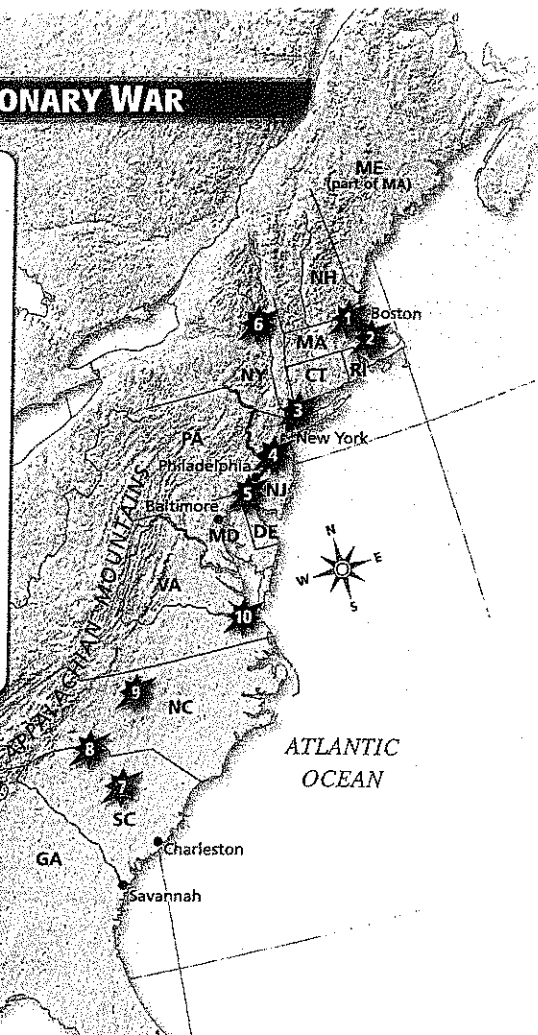 ONARY WAR
ME
(part of MA)
NH
1
Boston
6
2
MA
NY
CT
RI
3
New York
PA
4
Philadelphia
5
NJ
Baltimore
MD
DE
APPALACHIAN MOUNTAINS
N
W
E
S
VA
10
9
NC
8
ATLANTIC
OCEAN
7
SC
GA
Charleston
Savannah